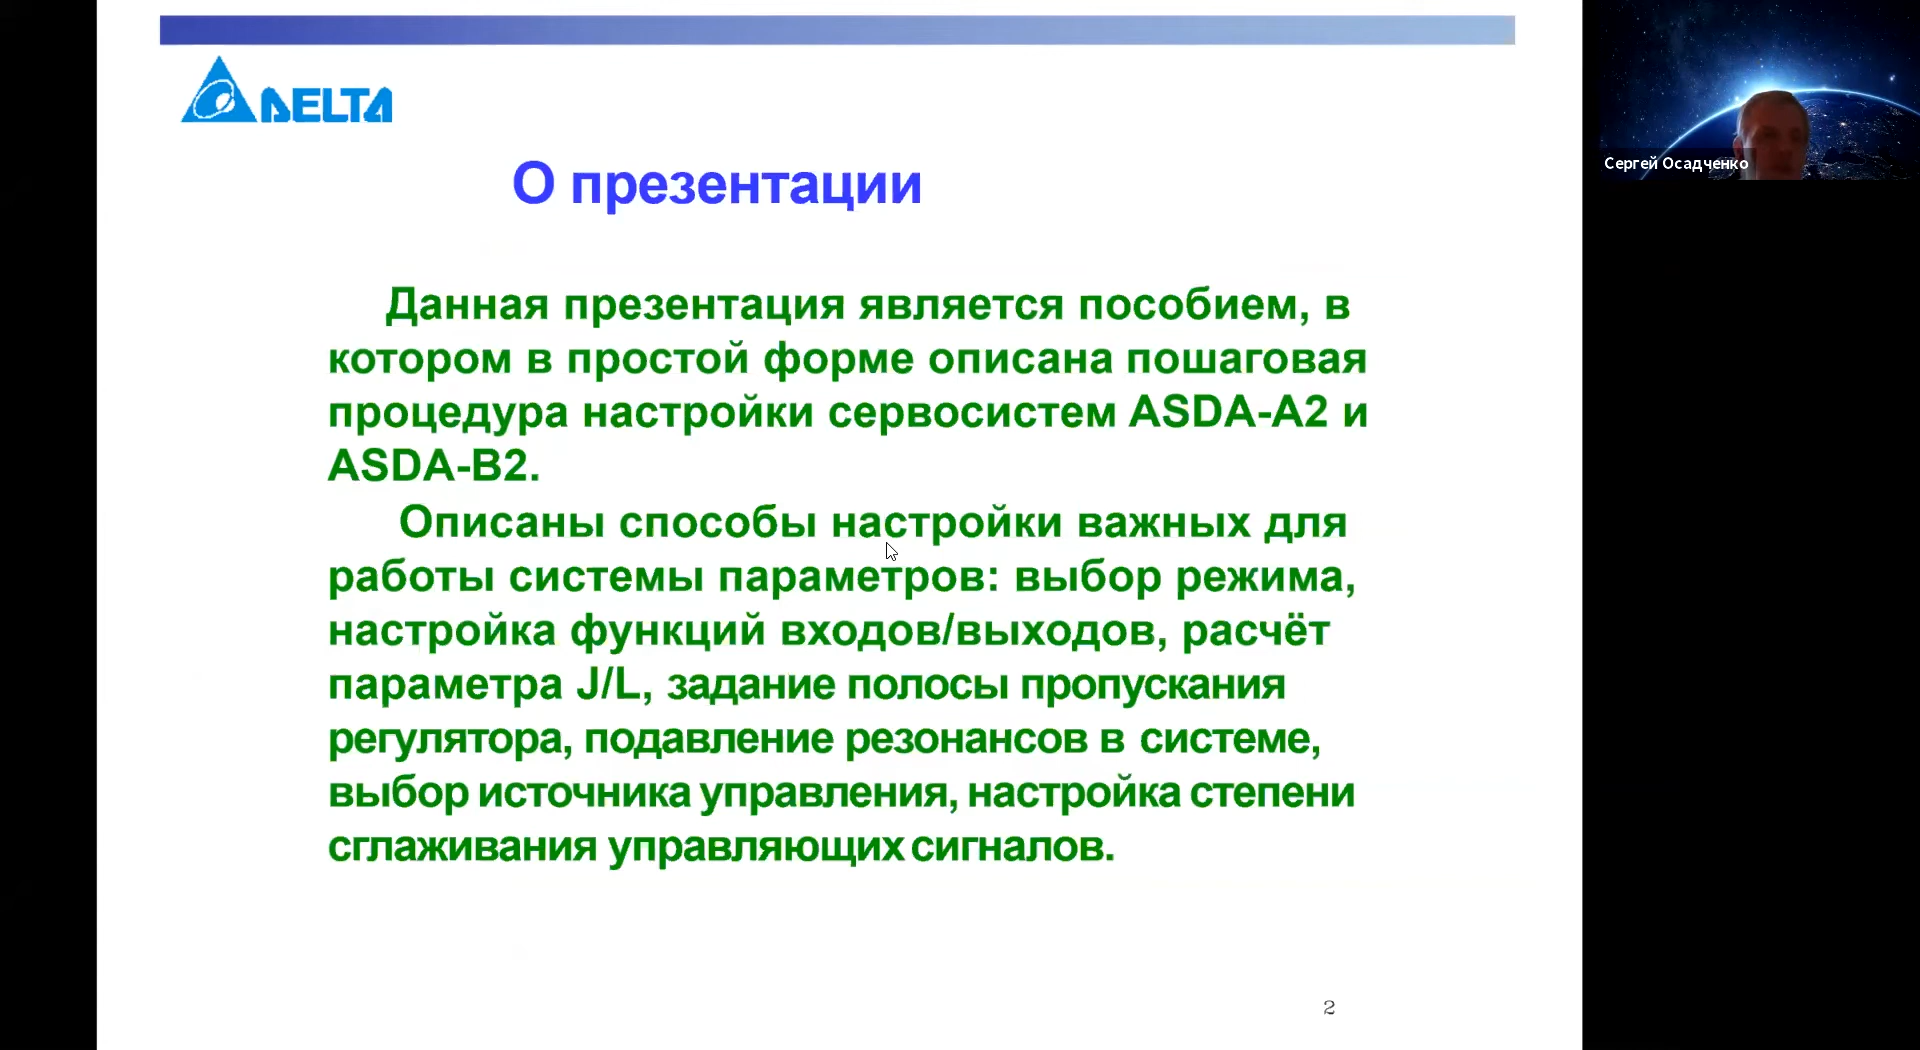 DELTA
О презентации
Данная презентация является пособием, в
котором в простой форме описана пошаговая
процедура настройки сервосистем ASDA-A2 и
ASDA-B2.
Описаны способы настройки важных для
работы системы параметров: выбор режима,
настройка функций входов/выходов, расчёт
параметра J/L, задание полосы пропускания
регулятора, подавление резонансов в системе,
выбор источника управления, настройка степени
сглаживания управляющих сигналов.
2
Сергей Осадченко